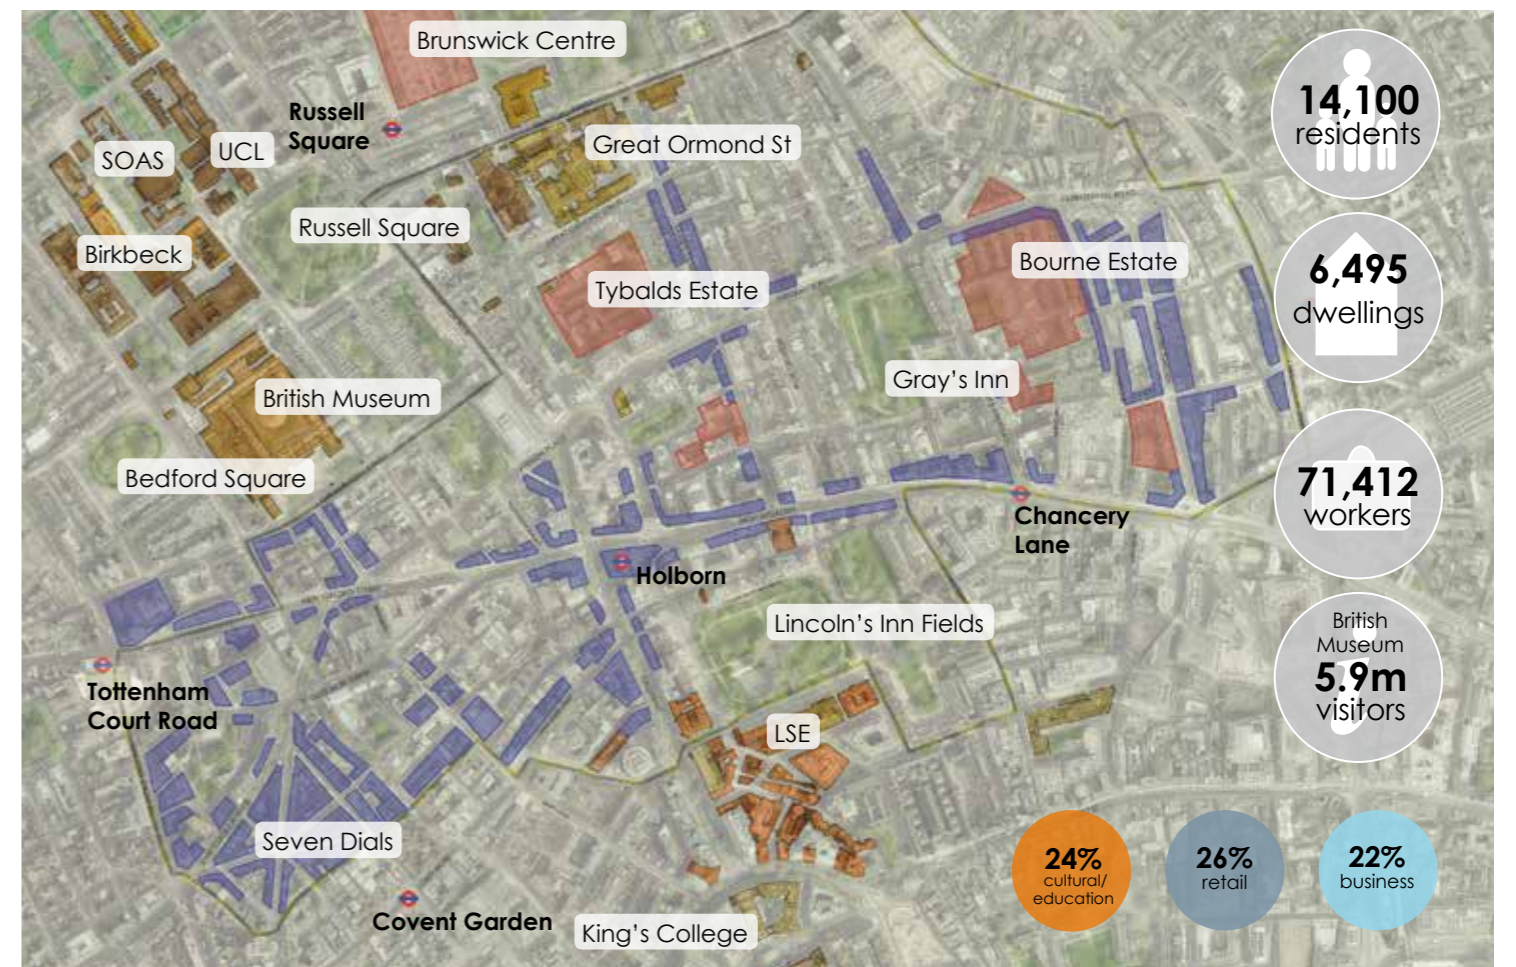 Brunswick Centre
Russell
Square
SOAS
UCL
Great Ormond St
Russell Square
Birkbeck
Tybalds Estate
Bourne Estate
Gray's Inn
British Museum
Bedford Square
Chancery
Lane
Holborn
Lincoln's Inn Fields
Tottenham
Court Road
LSE
Seven Dials
Covent Garden
King's College
14,100
residents
6,495
dwellings
71,412
workers
British
Museum
5.9m
visitors
24%
cultural/
education
26%
retail
22%
business